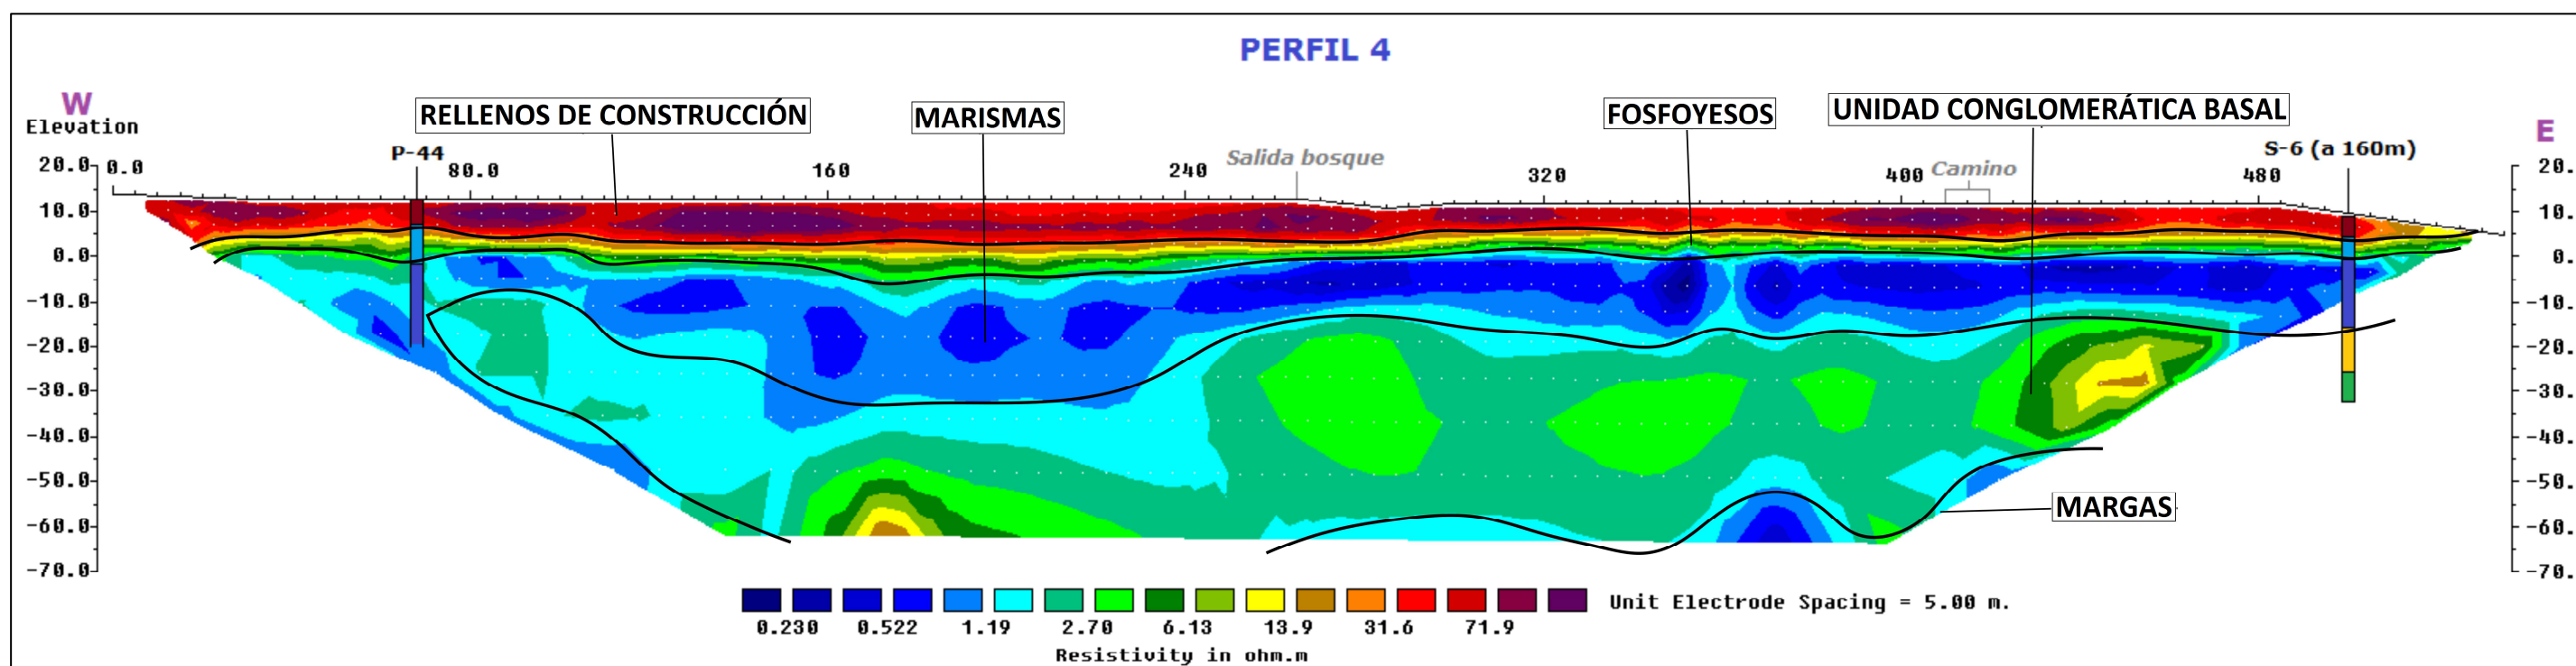 PERFIL 4
W
E
Elevation
RELLENOS DE CONSTRUCCIÓN
MARISMAS
FOSFOYESOS
UNIDAD CONGLOMERÁTICA BASAL
P-44
Salida bosque
Camino
S-6 (a 160m)
0.0 80.0 160 240 320 400 480
20.0 20.
10.0 10.
0.0 0.
-10.0 -10.
-20.0 -20.
-30.0 -30.
-40.0 -40.
-50.0 -50.
-60.0 -60.
-70.0 -70.
MARGAS
Unit Electrode Spacing = 5.00 m.
0.230 0.522 1.19 2.70 6.13 13.9 31.6 71.9
Resistivity in ohm.m